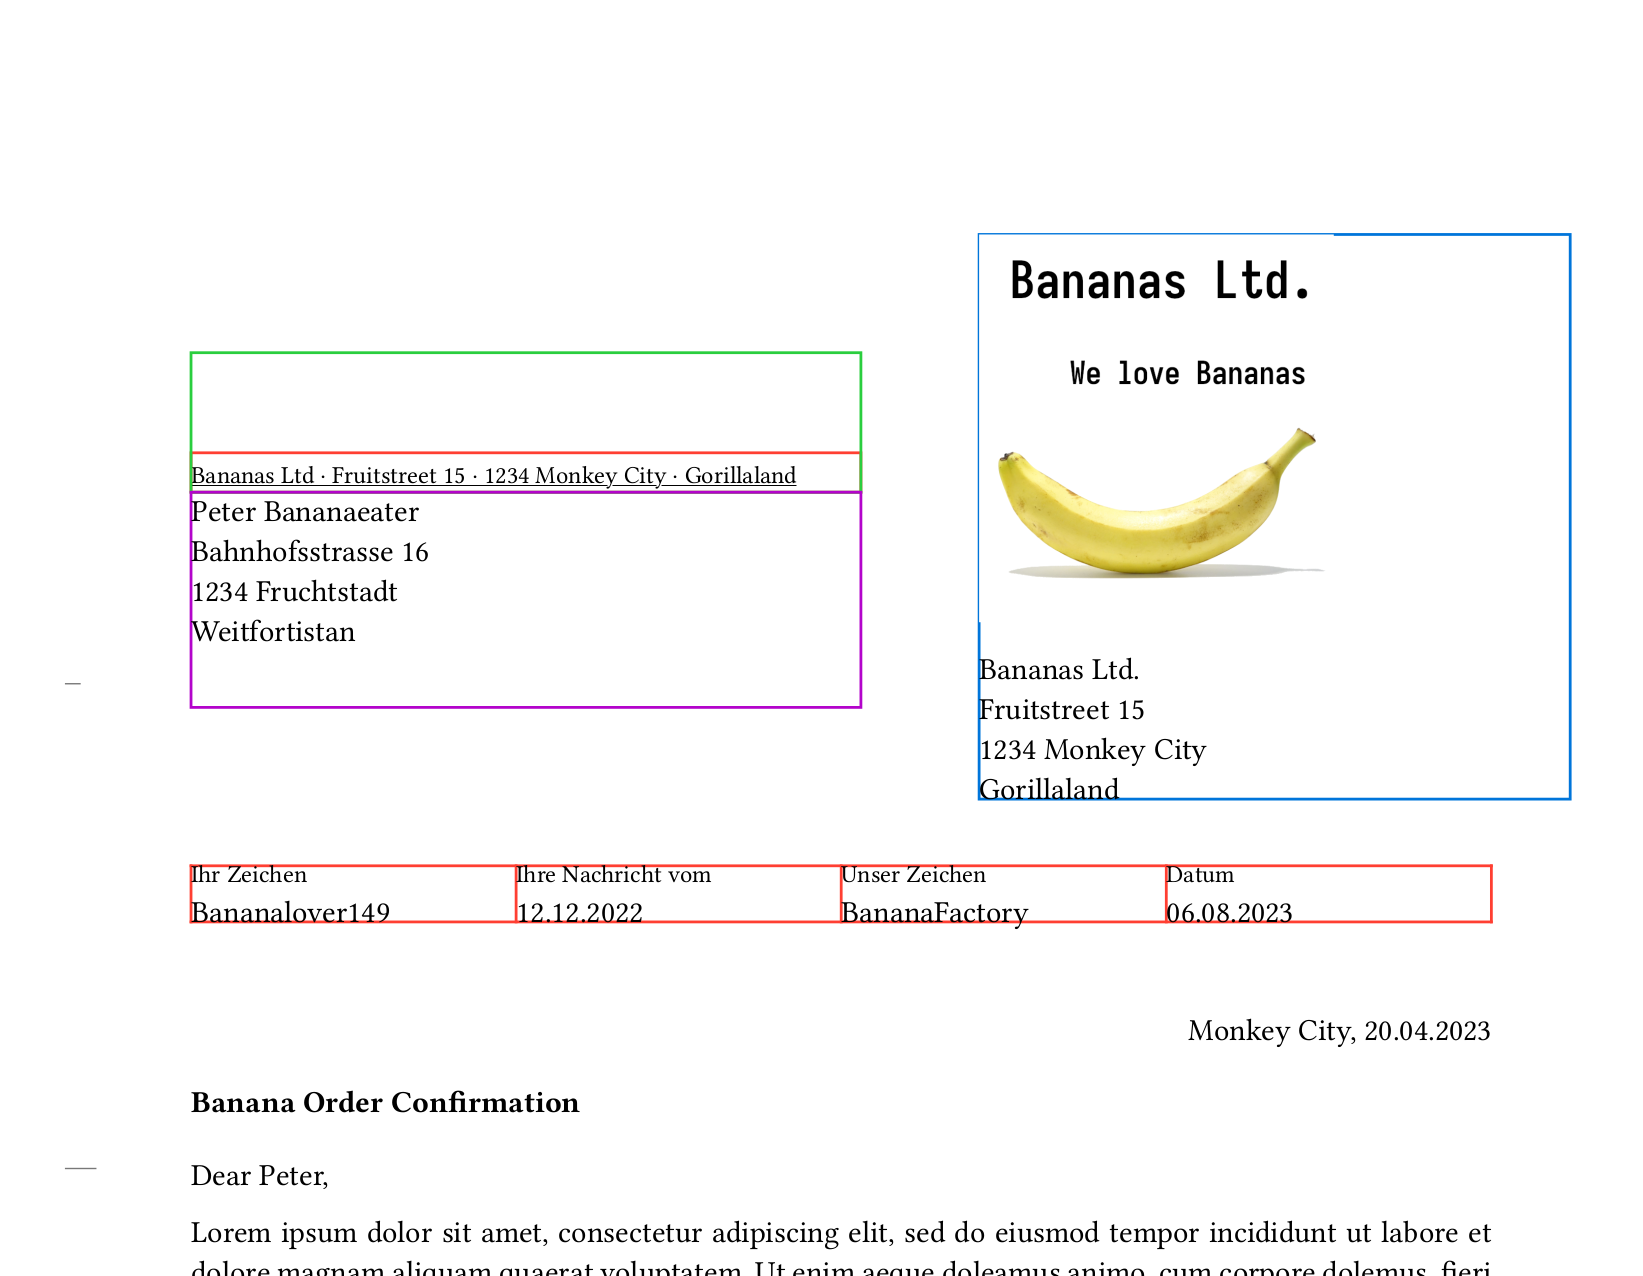 Bananas Ltd.
We love Bananas
Bananas Ltd · Fruitstreet 15 · 1234 Monkey City · Gorillaland
Peter Bananaeater
Bahnhofsstrasse 16
1234 Fruchtstadt
Weitfortistan
Bananas Ltd.
Fruitstreet 15
1234 Monkey City
Gorillaland
Ihr Zeichen Ihre Nachricht vom Unser Zeichen Datum
Bananalover149 12.12.2022 BananaFactory 06.08.2023
Monkey City, 20.04.2023
Banana Order Confirmation
Dear Peter,
Lorem ipsum dolor sit amet, consectetur adipiscing elit, sed do eiusmod tempor incididunt ut labore et
dolore magnam aliquam quaerat voluptatem. Ut enim aeque doleamus animo, cum corpore dolemus, fieri